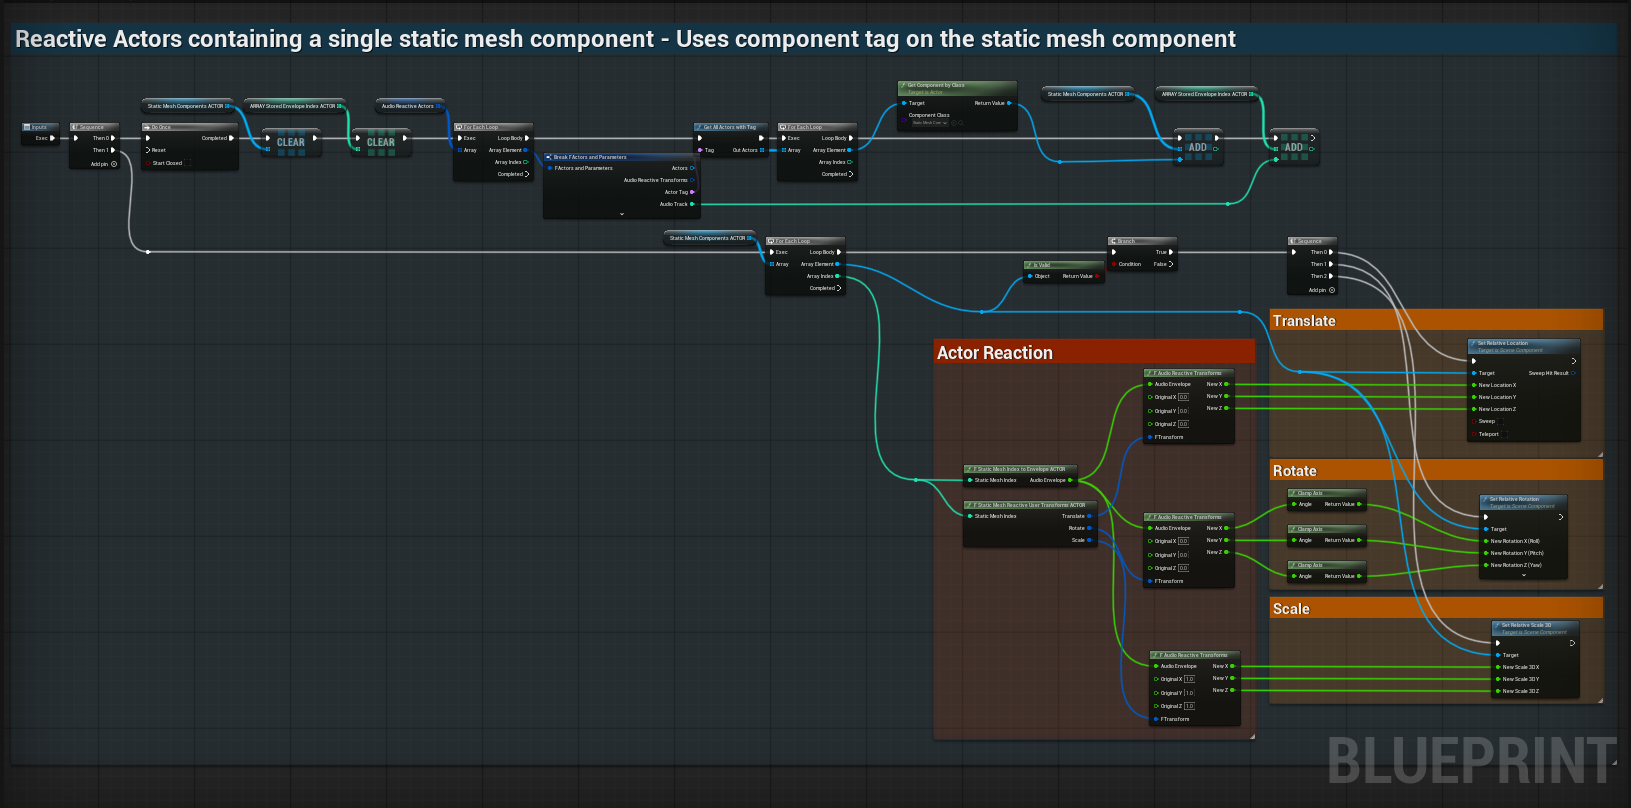 Reactive Actors containing a single static mesh component - Uses component tag on the static mesh component
Inputs
Exec
Sequence
Then 0
Then 1
Add pin
Static Mesh Components ACTOR
ARRAY Stored Envelope Index ACTOR
Audio Reactive Actors
Do Once
Completed
Reset
Start Closed
CLEAR
CLEAR
For Each Loop
Exec
Loop Body
Array
Array Element
Array Index
Completed
Break FActors and Parameters
FActors and Parameters
Actors
Audio Reactive Transforms
Actor Tag
Audio Track
Get All Actors with Tag
Tag
Out Actors
For Each Loop
Exec
Loop Body
Array
Array Element
Array Index
Completed
Get Component by Class
Target is Actor
Target
Return Value
Component Class
Static Mesh Components ACTOR
ARRAY Stored Envelope Index ACTOR
ADD
ADD
Static Mesh Components ACTOR
For Each Loop
Exec
Loop Body
Array
Array Element
Array Index
Completed
Is Valid
Object
Return Value
Branch
True
Condition
False
Sequence
Then 0
Then 1
Then 2
Add pin
Actor Reaction
F Static Mesh Index to Envelope ACTOR
Static Mesh Index
Audio Envelope
F Static Mesh Reactive User Transforms ACTOR
Static Mesh Index
Translate
Rotate
Scale
F Audio Reactive Transforms
Audio Envelope
New X
Original X 0.0
New Y
Original Y 0.0
New Z
Original Z 0.0
FTransform
F Audio Reactive Transforms
Audio Envelope
New X
Original X 0.0
New Y
Original Y 0.0
New Z
Original Z 0.0
FTransform
F Audio Reactive Transforms
Audio Envelope
New X
Original X 1.0
New Y
Original Y 1.0
New Z
Original Z 1.0
FTransform
Translate
Set Relative Location
Target is Scene Component
Target
Sweep Hit Result
New Location X
New Location Y
New Location Z
Sweep
Teleport
Rotate
Clamp Axis
Angle
Return Value
Clamp Axis
Angle
Return Value
Clamp Axis
Angle
Return Value
Set Relative Rotation
Target is Scene Component
Target
New Rotation X (Roll)
New Rotation Y (Pitch)
New Rotation Z (Yaw)
Scale
Set Relative Scale 3D
Target is Scene Component
Target
New Scale 3D X
New Scale 3D Y
New Scale 3D Z
BLUEPRINT